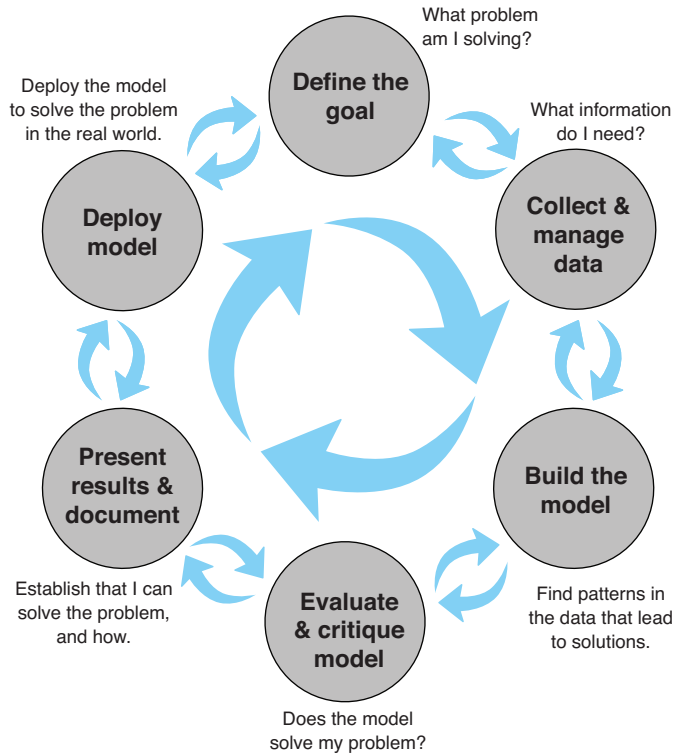 What problem
am I solving?
Define the
goal
What information
do I need?
Collect &
manage
data
Build the
model
Find patterns in
the data that lead
to solutions.
Evaluate
& critique
model
Does the model
solve my problem?
Present
results &
document
Establish that I can
solve the problem,
and how.
Deploy the model
to solve the problem
in the real world.
Deploy
model